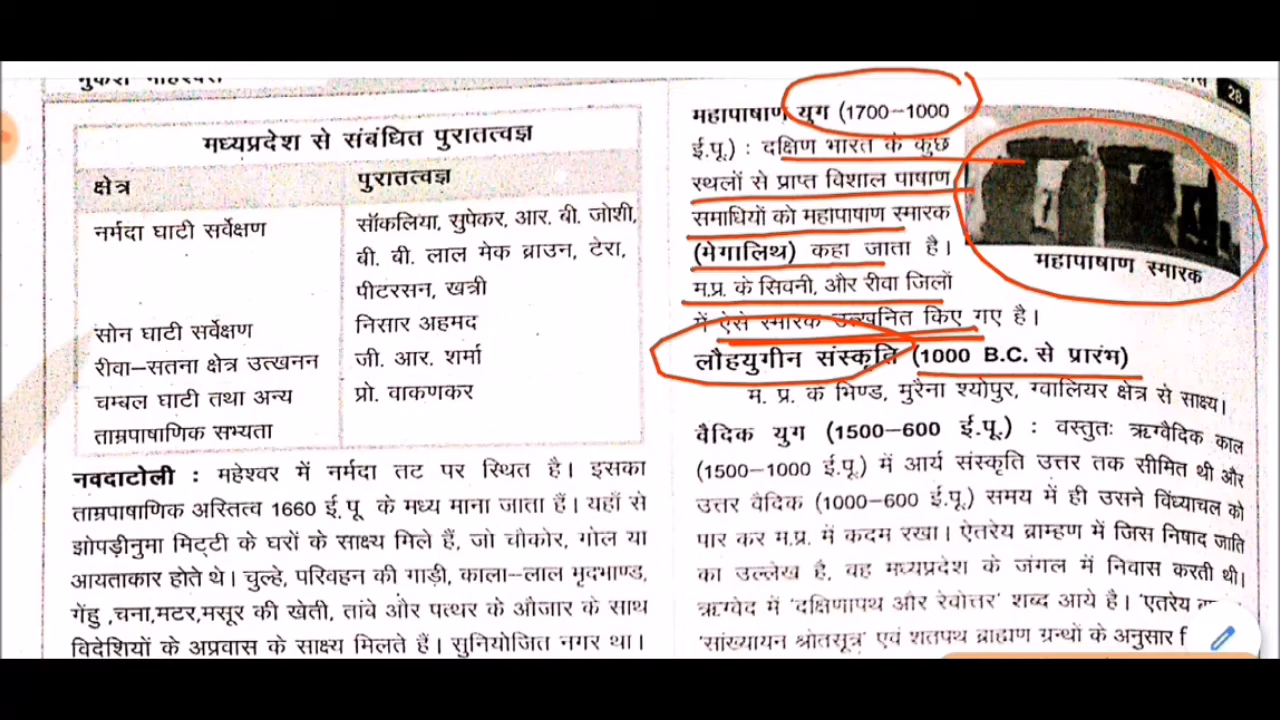 28
मध्यप्रदेश से संबंधित पुरातत्वज्ञ
क्षेत्र पुरातत्वज्ञ
नर्मदा घाटी सर्वेक्षण सॉकलिया, सुपेकर, आर. बी. जोशी,
बी. बी. लाल मेक ब्राउन, टेरा,
पीटरसन, खत्री
सोन घाटी सर्वेक्षण निसार अहमद
रीवा–सतना क्षेत्र उत्खनन जी. आर. शर्मा
चम्बल घाटी तथा अन्य प्रो. वाकणकर
ताम्रपाषाणिक सभ्यता
नवदाटोली : महेश्वर में नर्मदा तट पर स्थित है। इसका
ताम्रपाषाणिक अस्तित्व 1660 ई. पू. के मध्य माना जाता हैं। यहाँ से
झोपड़ीनुमा मिट्टी के घरों के साक्ष्य मिले हैं, जो चौकोर, गोल या
आयताकार होते थे। चुल्हे, परिवहन की गाड़ी, काला–लाल मृदभाण्ड,
गेंहु ,चना,मटर,मसूर की खेती, तांबे और पत्थर के औजार के साथ
विदेशियों के अप्रवास के साक्ष्य मिलते हैं। सुनियोजित नगर था।
महापाषाण युग (1700–1000
ई.पू.) : दक्षिण भारत के कुछ
स्थलों से प्राप्त विशाल पाषाण
समाधियों को महापाषाण स्मारक
(मेगालिथ) कहा जाता है।
म.प्र. के सिवनी, और रीवा जिलों
में ऐसे स्मारक उत्खनित किए गए है।
महापाषाण स्मारक
लौहयुगीन संस्कृति (1000 B.C. से प्रारंभ)
म. प्र. के भिण्ड, मुरैना श्योपुर, ग्वालियर क्षेत्र से साक्ष्य।
वैदिक युग (1500–600 ई.पू.) : वस्तुतः ऋग्वैदिक काल
(1500–1000 ई.पू.) में आर्य संस्कृति उत्तर तक सीमित थी और
उत्तर वैदिक (1000–600 ई.पू.) समय में ही उसने विंध्याचल को
पार कर म.प्र. में कदम रखा। ऐतरेय ब्राम्हण में जिस निषाद जाति
का उल्लेख है, वह मध्यप्रदेश के जंगल में निवास करती थी।
ऋग्वेद में 'दक्षिणापथ और रेवोत्तर' शब्द आये है। 'एतरेय
'सांख्यायन श्रोतसूत्र' एवं शतपथ ब्राह्मण ग्रन्थों के अनुसार